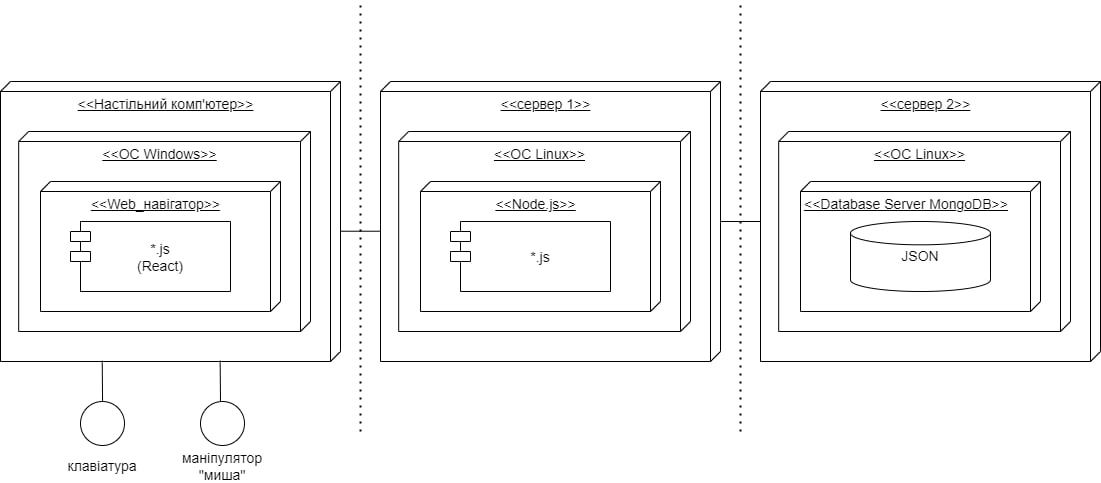 <<Настільний комп'ютер>>
<<ОС Windows>>
<<Web_навігатор>>
*.js
(React)
клавіатура
маніпулятор
"миша"
<<сервер 1>>
<<ОС Linux>>
<<Node.js>>
*.js
<<сервер 2>>
<<ОС Linux>>
<<Database Server MongoDB>>
JSON